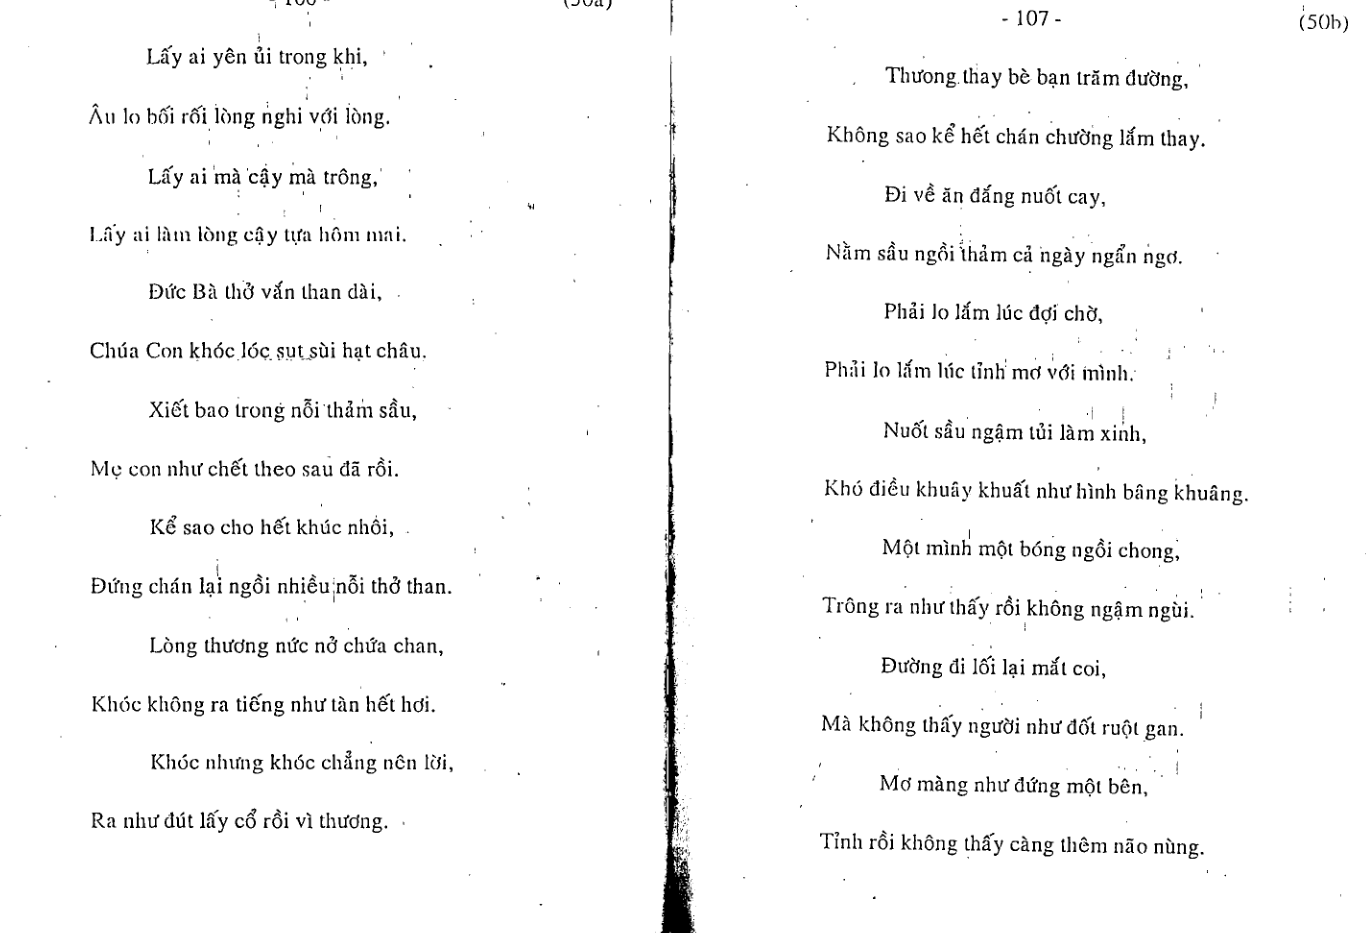 - 106 -
(50a)
Lấy ai yên ủi trong khi,
Âu lo bối rối lòng nghi với lòng.
Lấy ai mà cậy mà trông,
Lấy ai làm lòng cậy tựa hôm mai.
Đức Bà thở vắn than dài,
Chúa Con khóc lóc sụt sùi hạt châu.
Xiết bao trong nỗi thảm sầu,
Mẹ con như chết theo sau đã rồi.
Kể sao cho hết khúc nhôi,
Đứng chán lại ngồi nhiều nỗi thở than.
Lòng thương nức nở chứa chan,
Khóc không ra tiếng như tàn hết hơi.
Khóc nhưng khóc chẳng nên lời,
Ra như đút lấy cổ rồi vì thương.
- 107 -
(50b)
Thương thay bè bạn trăm đường,
Không sao kể hết chán chường lắm thay.
Đi về ăn đắng nuốt cay,
Nằm sầu ngồi thảm cả ngày ngẩn ngơ.
Phải lo lắm lúc đợi chờ,
Phải lo lắm lúc tỉnh mơ với mình.
Nuốt sầu ngậm tủi làm xinh,
Khó điều khuây khuất như hình bâng khuâng.
Một mình một bóng ngồi chong,
Trông ra như thấy rồi không ngậm ngùi.
Đường đi lối lại mắt coi,
Mà không thấy người như đốt ruột gan.
Mơ màng như đứng một bên,
Tỉnh rồi không thấy càng thêm não nùng.